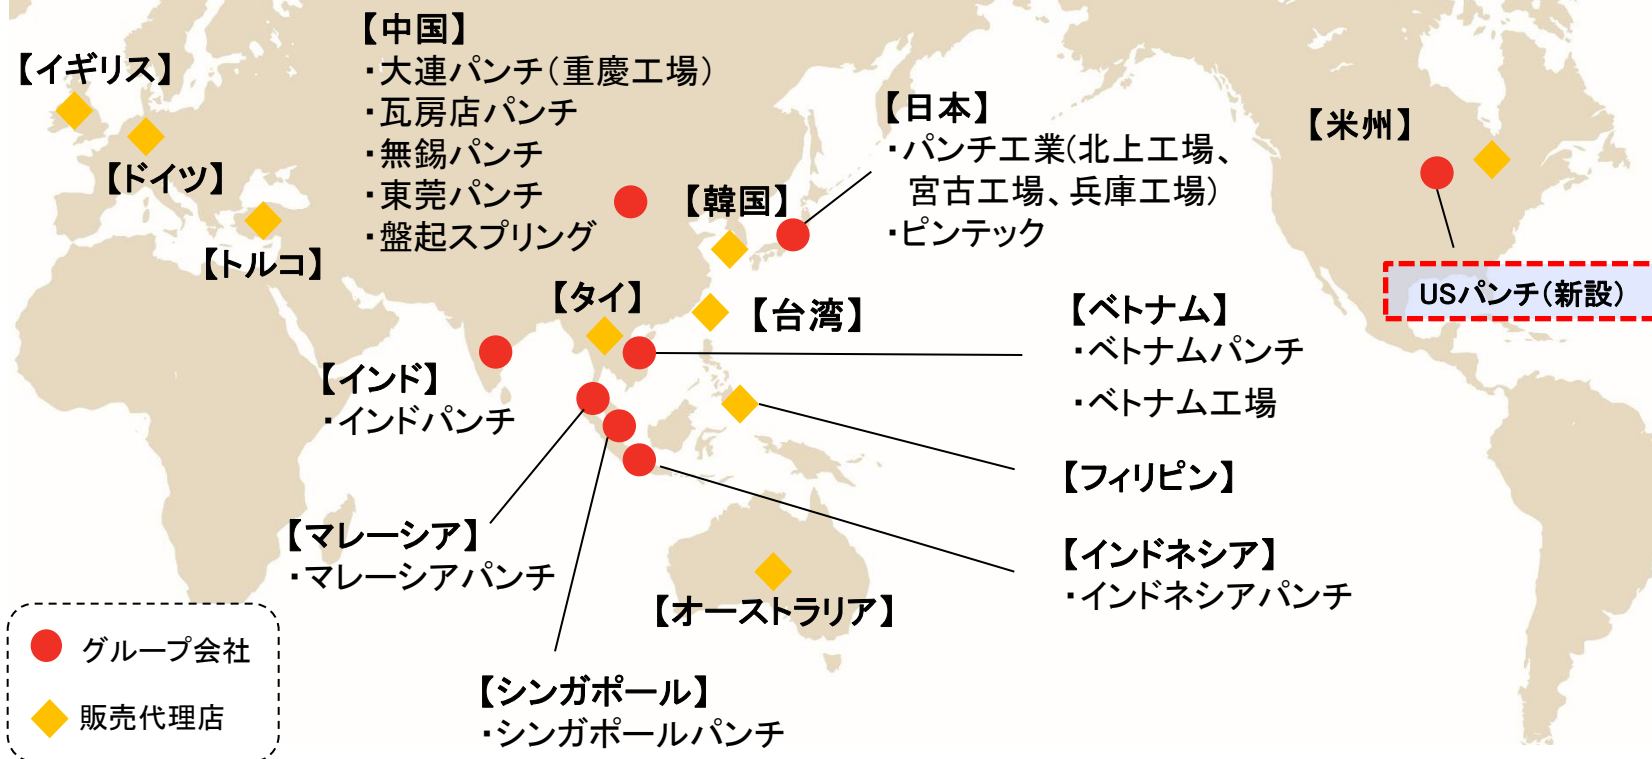 【イギリス】
【ドイツ】
【トルコ】
【中国】
・大連パンチ（重慶工場）
・瓦房店パンチ
・無錫パンチ
・東莞パンチ
・盤起スプリング
【韓国】
【日本】
・パンチ工業(北上工場、
宮古工場、兵庫工場)
・ピンテック
【米州】
USパンチ（新設）
【タイ】
【台湾】
【ベトナム】
・ベトナムパンチ
・ベトナム工場
【インド】
・インドパンチ
【フィリピン】
【マレーシア】
・マレーシアパンチ
【インドネシア】
・インドネシアパンチ
【オーストラリア】
【シンガポール】
・シンガポールパンチ
グループ会社
販売代理店